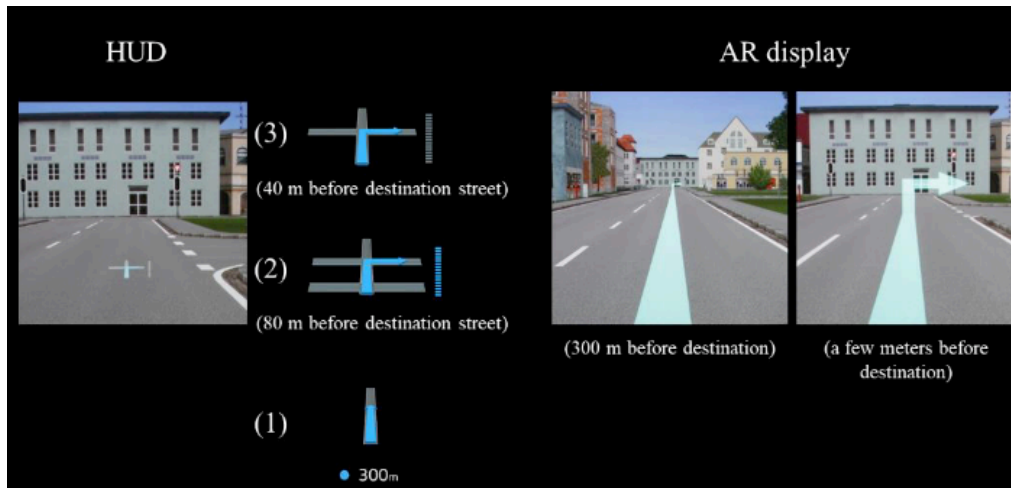 HUD
AR display
(3)
(40 m before destination street)
(2)
(80 m before destination street)
(1)
300m
(300 m before destination)
(a few meters before
destination)